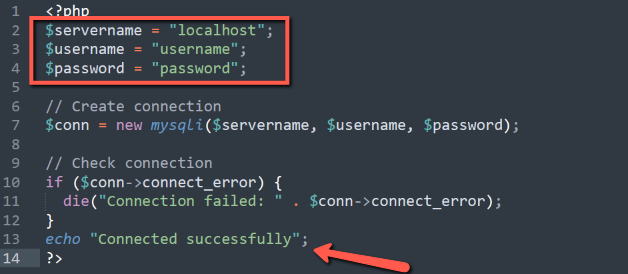 1 <?php
2 $servername = "localhost";
3 $username = "username";
4 $password = "password";
5
6 // Create connection
7 $conn = new mysqli($servername, $username, $password);
8
9 // Check connection
10 if ($conn->connect_error) {
11   die("Connection failed: " . $conn->connect_error);
12 }
13 echo "Connected successfully";
14 ?>